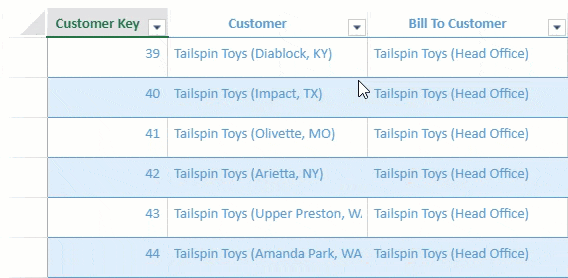 Customer Key Customer Bill To Customer
39 Tailspin Toys (Diablock, KY) Tailspin Toys (Head Office)
40 Tailspin Toys (Impact, TX) Tailspin Toys (Head Office)
41 Tailspin Toys (Olivette, MO) Tailspin Toys (Head Office)
42 Tailspin Toys (Arietta, NY) Tailspin Toys (Head Office)
43 Tailspin Toys (Upper Preston, W. Tailspin Toys (Head Office)
44 Tailspin Toys (Amanda Park, WA Tailspin Toys (Head Office)